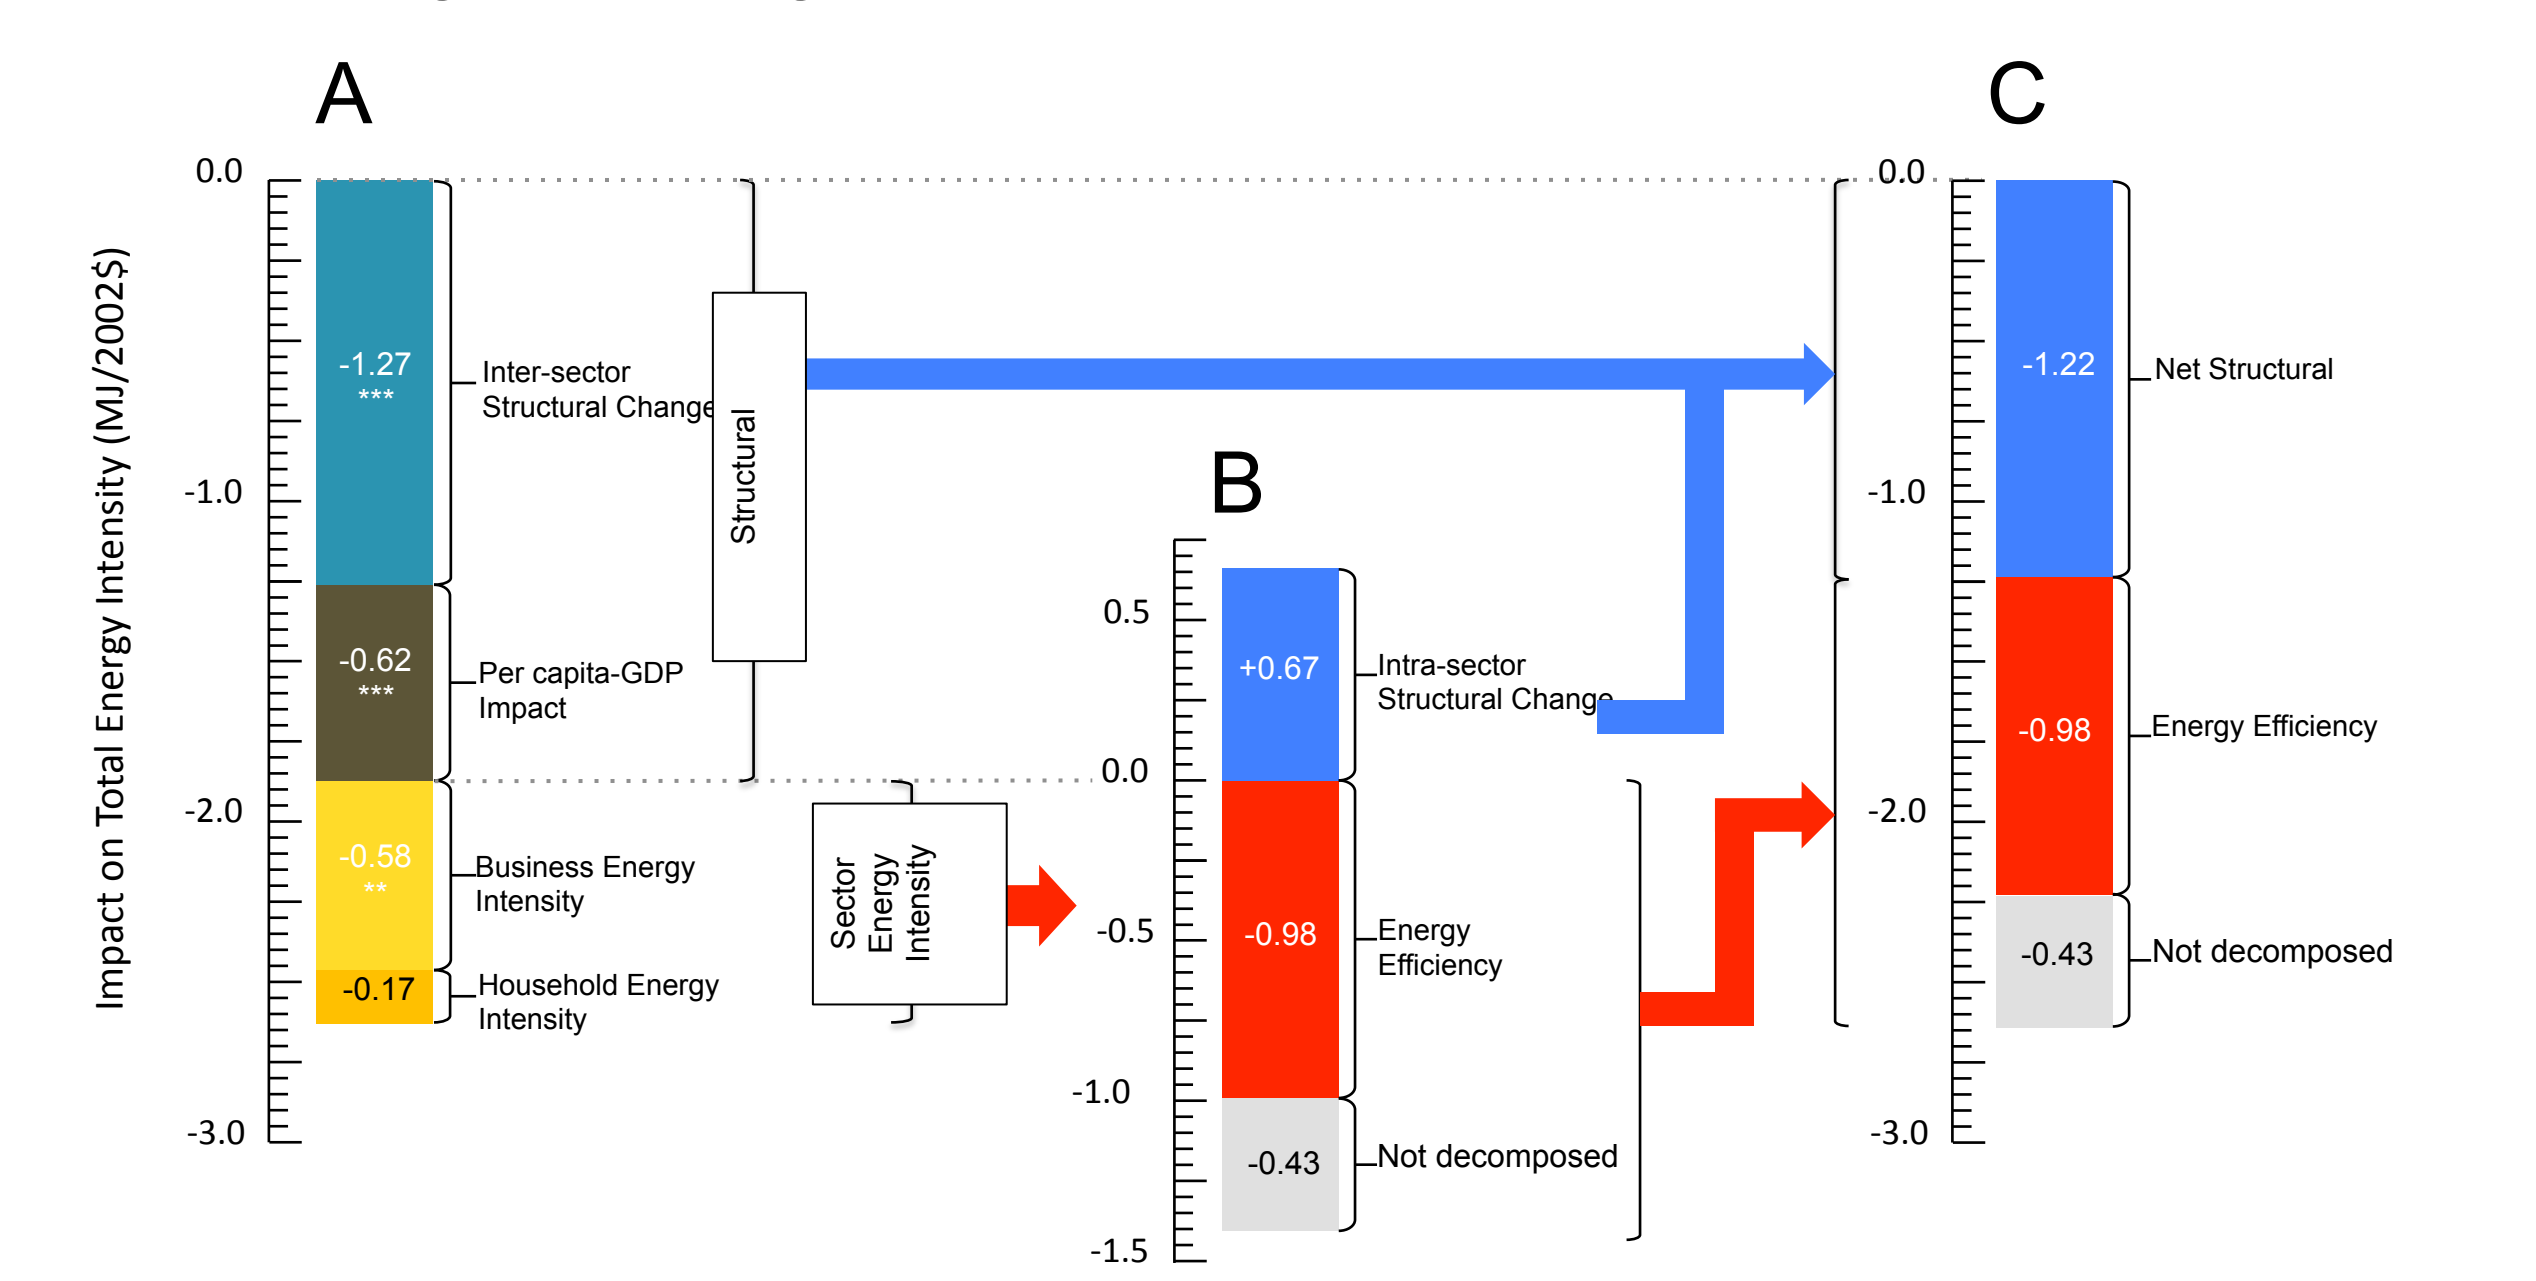 A
C
0.0
0.0
-1.27
***
Inter-sector
Structural Change
-1.22
Net Structural
Structural
-1.0
-1.0
B
Impact on Total Energy Intensity (MJ/2002$)
0.5
-0.62
***
Per capita-GDP
Impact
+0.67
Intra-sector
Structural Change
-0.98
Energy Efficiency
0.0
-2.0
-2.0
-0.58
**
Business Energy
Intensity
Sector
Energy
Intensity
-0.5
-0.98
Energy
Efficiency
-0.43
Not decomposed
-0.17
Household Energy
Intensity
-1.0
-3.0
-3.0
-0.43
Not decomposed
-1.5